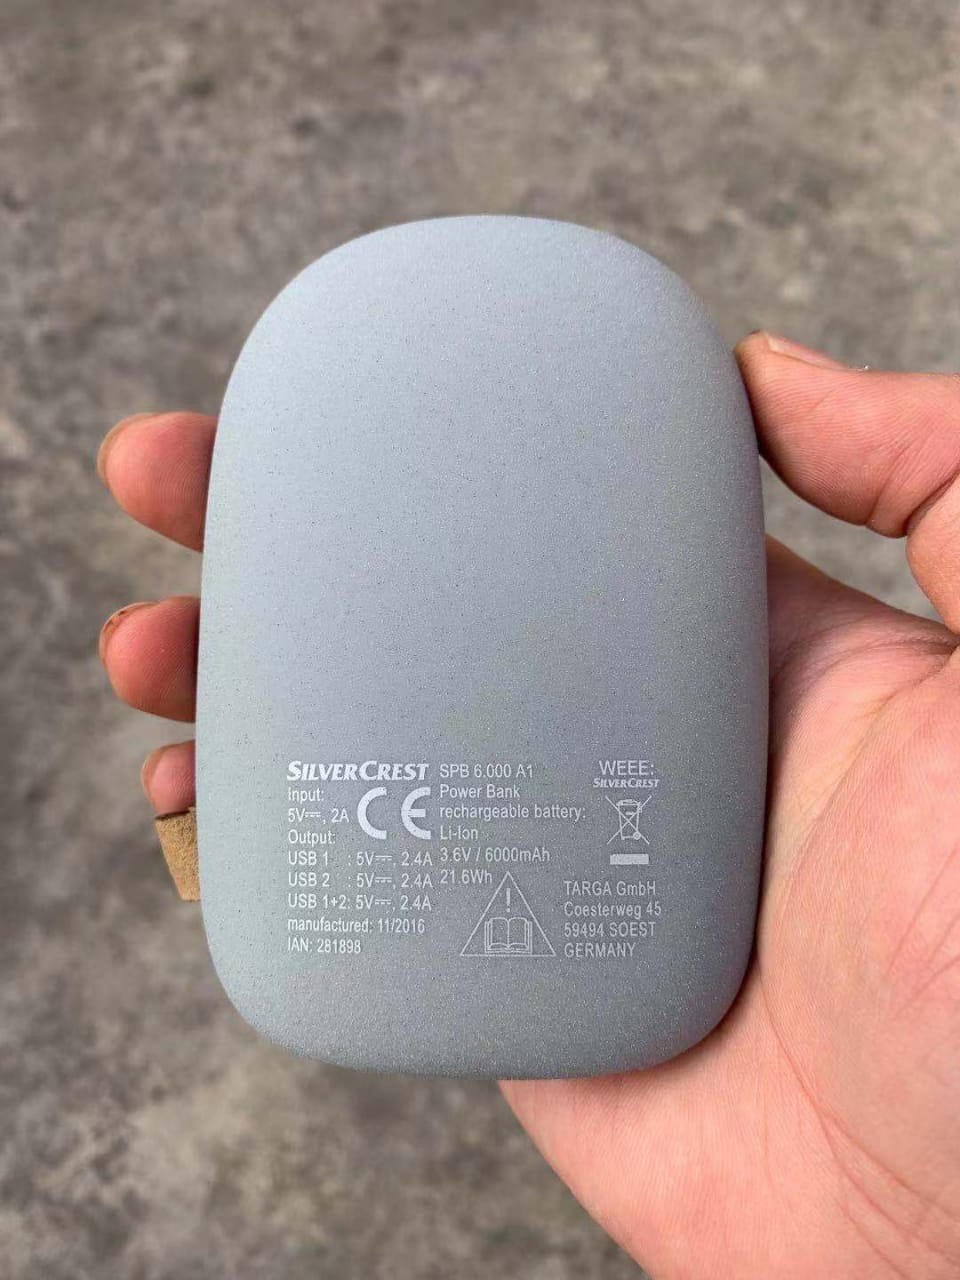 SILVERCREST SPB 6.000 A1
Input:
5V⎓, 2A
Output:
USB 1 : 5V⎓, 2.4A
USB 2 : 5V⎓, 2.4A
USB 1+2: 5V⎓, 2.4A
manufactured: 11/2016
IAN: 281898
CE
Power Bank
rechargeable battery:
Li-Ion
3.6V / 6000mAh
21.6Wh
WEEE:
SILVERCREST
TARGA GmbH
Coesterweg 45
59494 SOEST
GERMANY